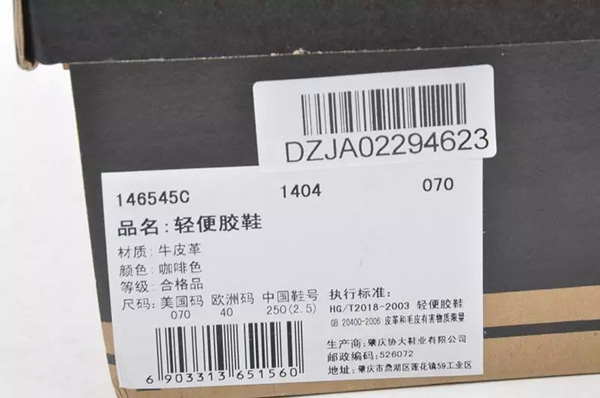 DZJA02294623
146545C 1404 070
品名:轻便胶鞋
材质:牛皮革
颜色:咖啡色
等级:合格品
尺码:美国码 欧洲码 中国鞋号
070 40 250(2.5)
执行标准:
HG/T2018-2003 轻便胶鞋
GB 20400-2006 皮革和毛皮有害物质限量
生产商:肇庆协大鞋业有限公司
邮政编码:526072
地址:肇庆市鼎湖区莲花镇59工业区
6 903313 651560